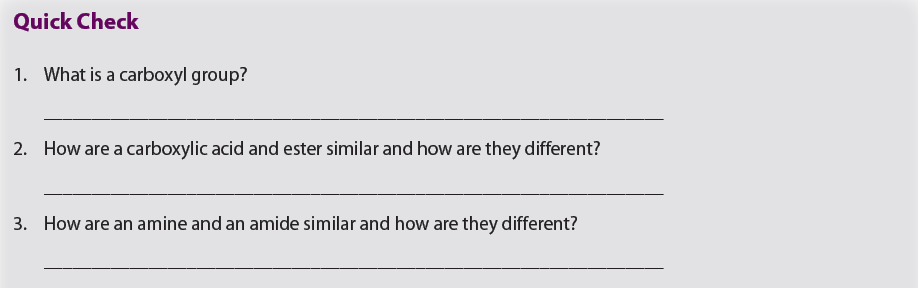 Quick Check
1. What is a carboxyl group?
2. How are a carboxylic acid and ester similar and how are they different?
3. How are an amine and an amide similar and how are they different?